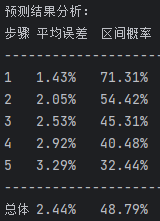 预测结果分析:
步骤 平均误差 区间概率
----------------------
1 1.43% 71.31%
2 2.05% 54.42%
3 2.53% 45.31%
4 2.92% 40.48%
5 3.29% 32.44%
----------------------
总体 2.44% 48.79%